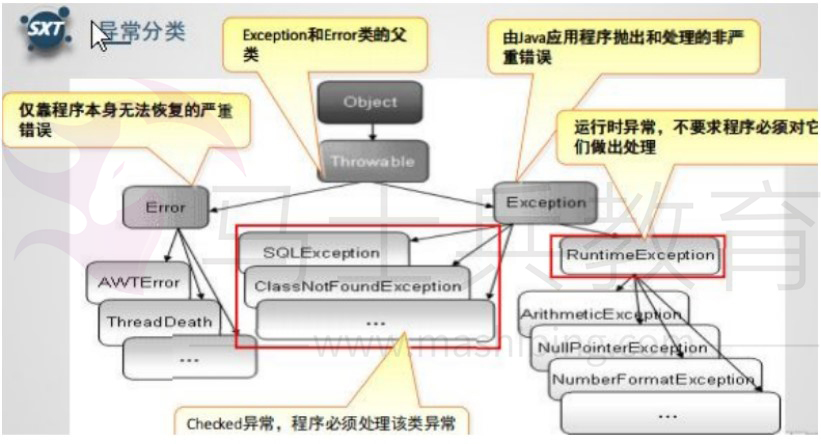 SXT
异常分类
Exception和Error类的父
类
由Java应用程序抛出和处理的非严
重错误
仅靠程序本身无法恢复的严重
错误
运行时异常，不要求程序必须对它
们做出处理
Object
Throwable
Error
Exception
SQLException
ClassNotFoundException
...
RuntimeException
AWTError
ThreadDeath
...
ArithmeticException
NullPointerException
NumberFormatException
...
Checked异常，程序必须处理该类异常
马士兵教育
www.mashibing.com